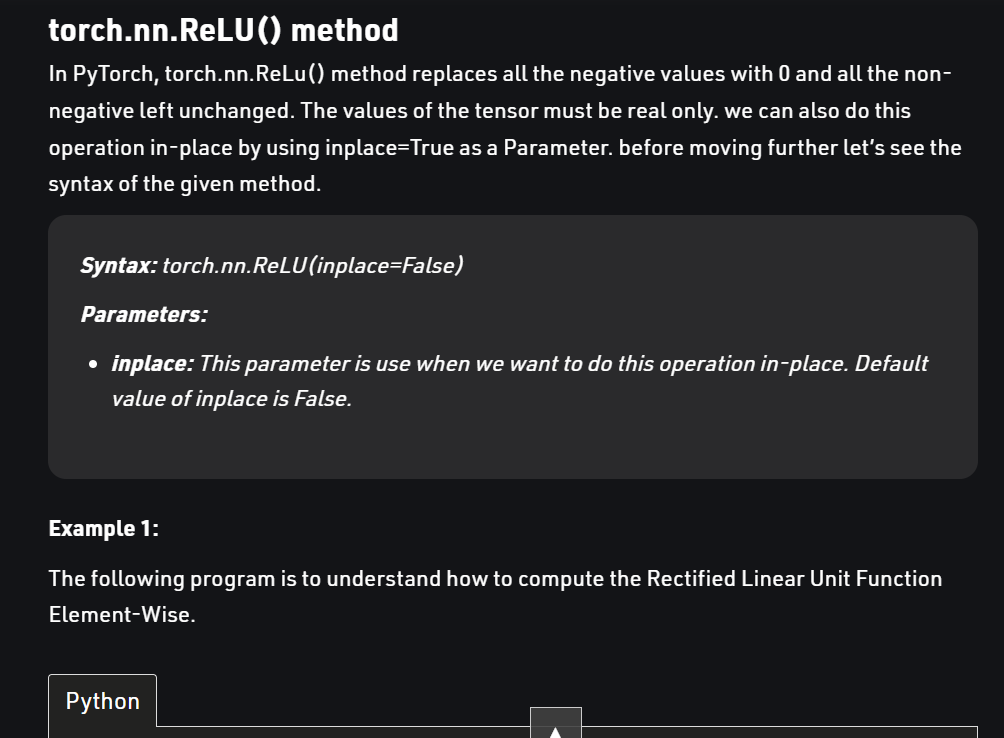 torch.nn.ReLU() method
In PyTorch, torch.nn.ReLu() method replaces all the negative values with 0 and all the non-
negative left unchanged. The values of the tensor must be real only. we can also do this
operation in-place by using inplace=True as a Parameter. before moving further let’s see the
syntax of the given method.
Syntax: torch.nn.ReLU(inplace=False)
Parameters:
• inplace: This parameter is use when we want to do this operation in-place. Default
value of inplace is False.
Example 1:
The following program is to understand how to compute the Rectified Linear Unit Function
Element-Wise.
Python